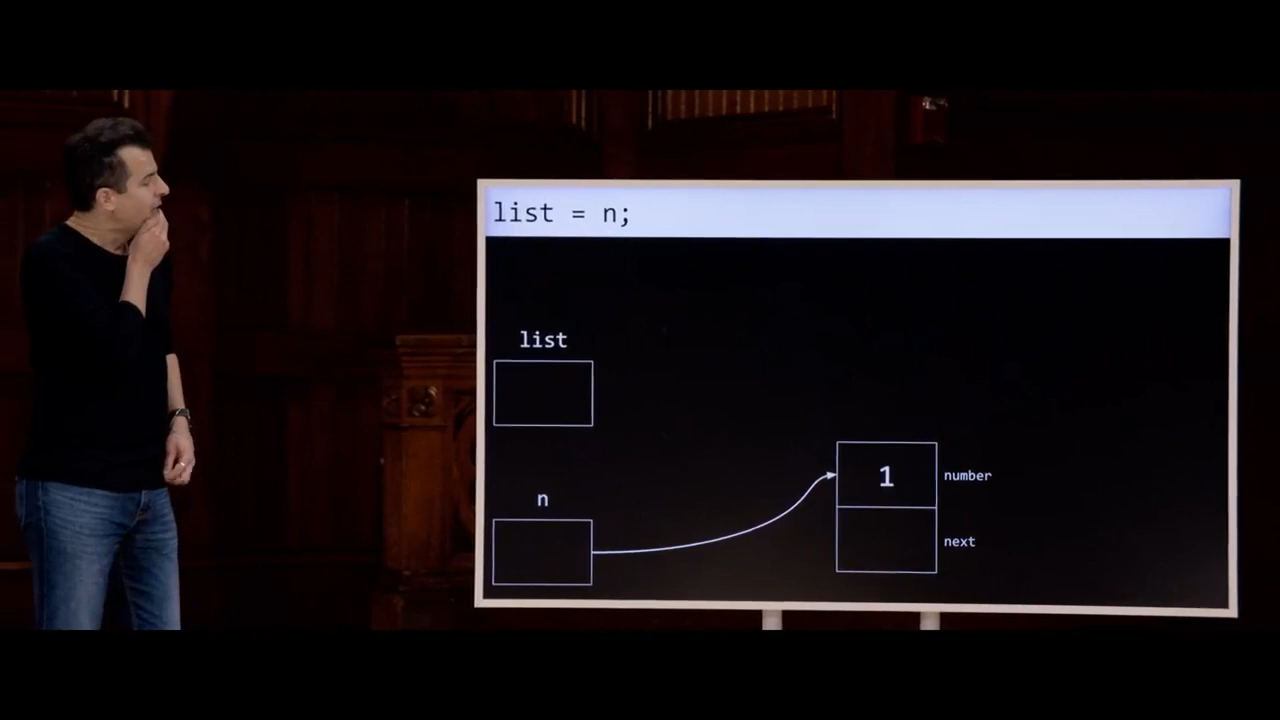 list = n;
list
n
1
number
next